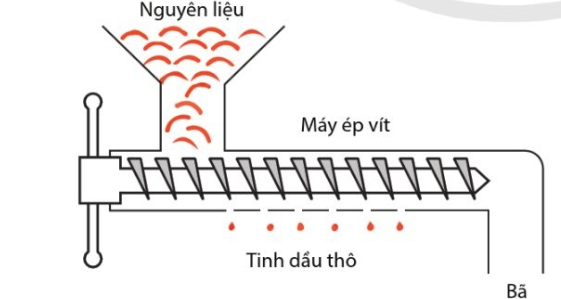 Nguyên liệu
Máy ép vít
Tinh dầu thô
Bã